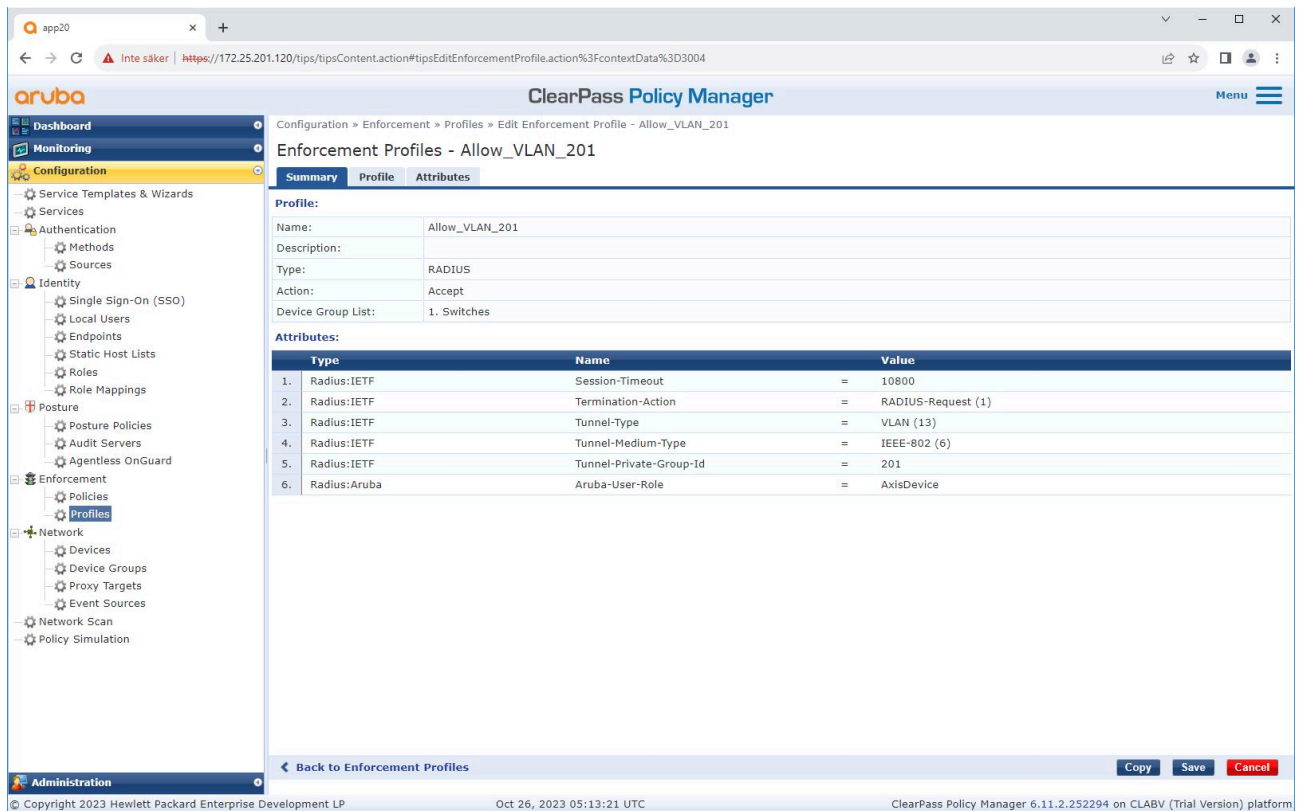 app20
Inte säker https://172.25.201.120/tips/tipsContent.action#tipsEditEnforcementProfile.action%3FcontextData%3D3004
aruba
ClearPass Policy Manager
Menu
Dashboard
Monitoring
Configuration
Service Templates & Wizards
Services
Authentication
Methods
Sources
Identity
Single Sign-On (SSO)
Local Users
Endpoints
Static Host Lists
Roles
Role Mappings
Posture
Posture Policies
Audit Servers
Agentless OnGuard
Enforcement
Policies
Profiles
Network
Devices
Device Groups
Proxy Targets
Event Sources
Network Scan
Policy Simulation
Administration
Configuration » Enforcement » Profiles » Edit Enforcement Profile - Allow_VLAN_201
Enforcement Profiles - Allow_VLAN_201
Summary Profile Attributes
Profile:
Name: Allow_VLAN_201
Description:
Type: RADIUS
Action: Accept
Device Group List: 1. Switches
Attributes:
Type Name Value
1. Radius:IETF Session-Timeout = 10800
2. Radius:IETF Termination-Action = RADIUS-Request (1)
3. Radius:IETF Tunnel-Type = VLAN (13)
4. Radius:IETF Tunnel-Medium-Type = IEEE-802 (6)
5. Radius:IETF Tunnel-Private-Group-Id = 201
6. Radius:Aruba Aruba-User-Role = AxisDevice
Back to Enforcement Profiles
Copy Save Cancel
© Copyright 2023 Hewlett Packard Enterprise Development LP Oct 26, 2023 05:13:21 UTC ClearPass Policy Manager 6.11.2.252294 on CLABV (Trial Version) platform